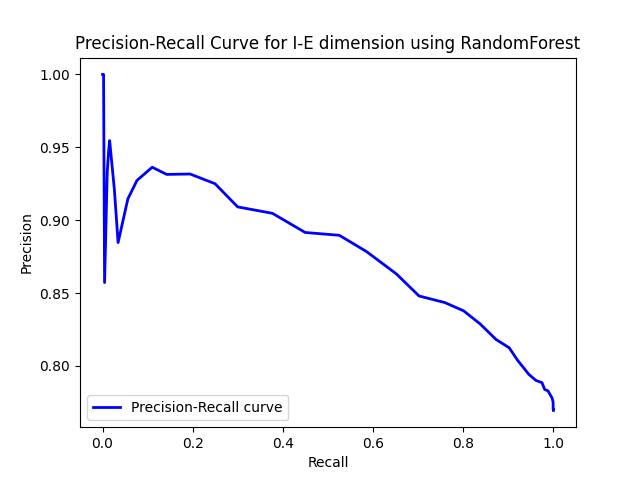 Precision-Recall Curve for I-E dimension using RandomForest
1.00
0.95
0.90
0.85
0.80
Precision
Precision-Recall curve
0.0
0.2
0.4
0.6
0.8
1.0
Recall